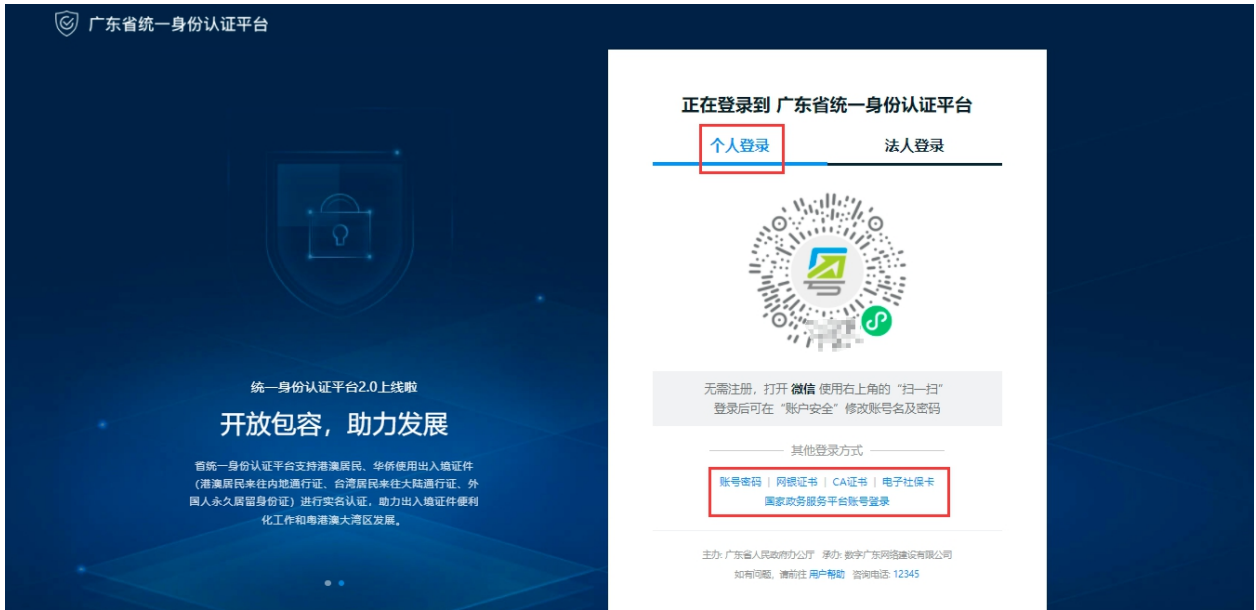 广东省统一身份认证平台
统一身份认证平台2.0上线啦
开放包容，助力发展
省统一身份认证平台支持港澳居民、华侨使用出入境证件
（港澳居民来往内地通行证、台湾居民来往大陆通行证、外
国人永久居留身份证）进行实名认证，助力出入境证件便利
化工作和粤港澳大湾区发展。
正在登录到 广东省统一身份认证平台
个人登录 法人登录
无需注册，打开 微信 使用右上角的“扫一扫”
登录后可在“账户安全”修改账号名及密码
其他登录方式
账号密码 | 网银证书 | CA证书 | 电子社保卡
国家政务服务平台账号登录
主办: 广东省人民政府办公厅 承办: 数字广东网络建设有限公司
如有问题，请前往 用户帮助 咨询电话: 12345